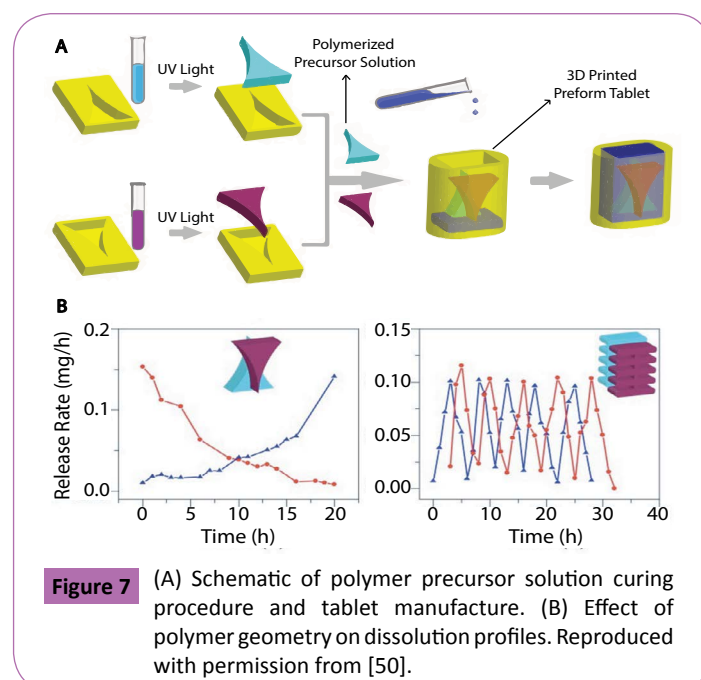 A
UV Light
Polymerized
Precursor Solution
3D Printed
Preform Tablet
UV Light
B
Release Rate (mg/h)
0.2
0.1
0.0
0 5 10 15 20
Time (h)
0.15
0.10
0.05
0.00
0 10 20 30 40
Time (h)
Figure 7
(A) Schematic of polymer precursor solution curing
procedure and tablet manufacture. (B) Effect of
polymer geometry on dissolution profiles. Reproduced
with permission from [50].